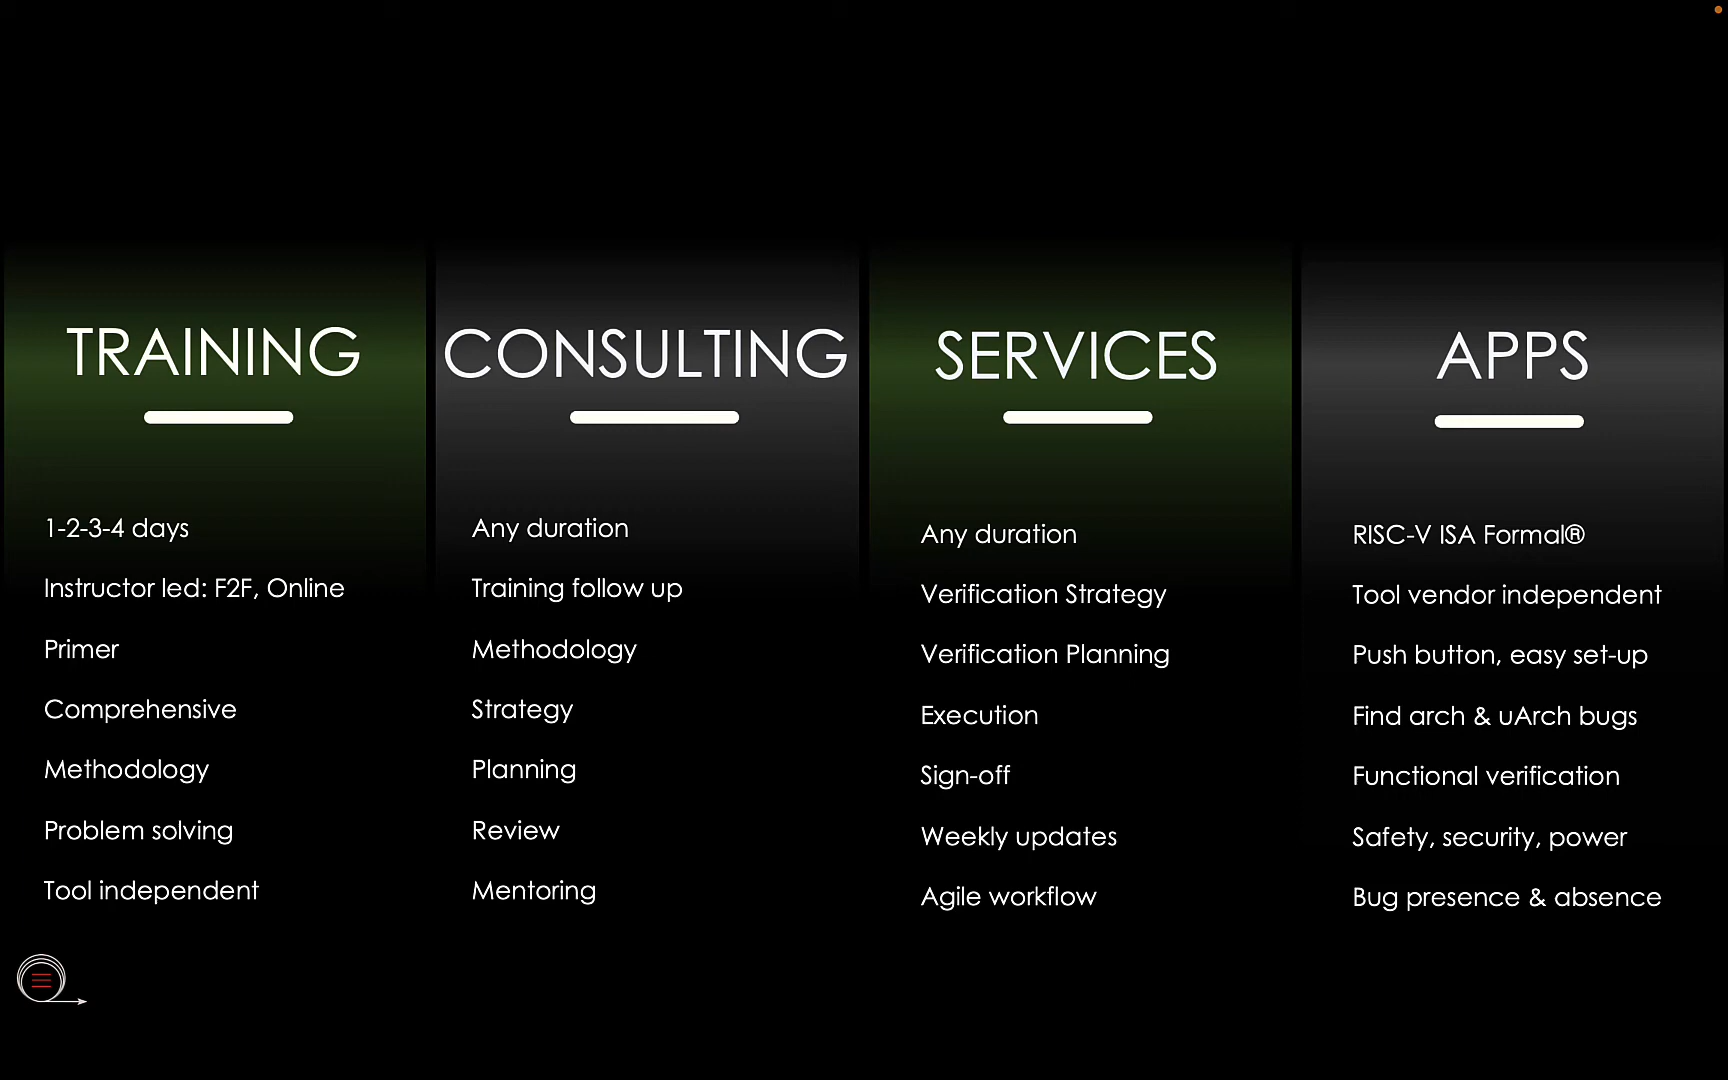 TRAINING
1-2-3-4 days
Instructor led: F2F, Online
Primer
Comprehensive
Methodology
Problem solving
Tool independent
CONSULTING
Any duration
Training follow up
Methodology
Strategy
Planning
Review
Mentoring
SERVICES
Any duration
Verification Strategy
Verification Planning
Execution
Sign-off
Weekly updates
Agile workflow
APPS
RISC-V ISA Formal®
Tool vendor independent
Push button, easy set-up
Find arch & uArch bugs
Functional verification
Safety, security, power
Bug presence & absence